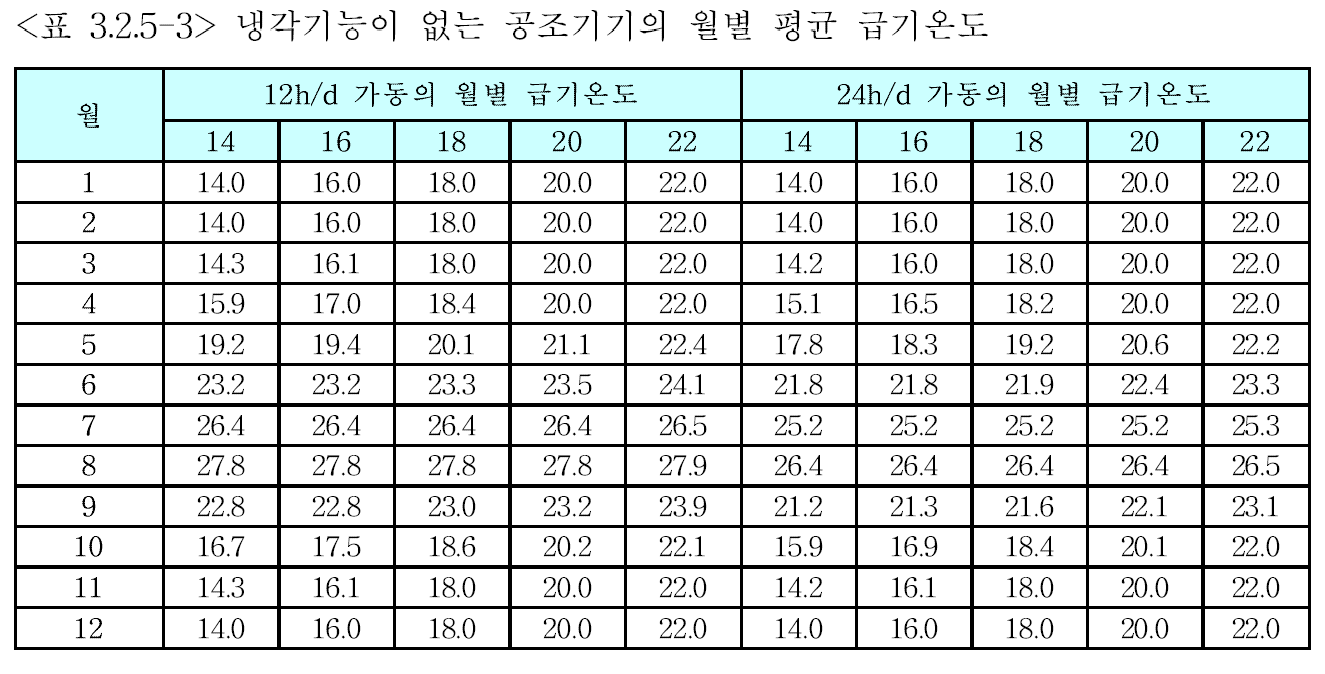 <표 3.2.5-3> 냉각기능이 없는 공조기기의 월별 평균 급기온도
월 12h/d 가동의 월별 급기온도 24h/d 가동의 월별 급기온도
14 16 18 20 22 14 16 18 20 22
1 14.0 16.0 18.0 20.0 22.0 14.0 16.0 18.0 20.0 22.0
2 14.0 16.0 18.0 20.0 22.0 14.0 16.0 18.0 20.0 22.0
3 14.3 16.1 18.0 20.0 22.0 14.2 16.0 18.0 20.0 22.0
4 15.9 17.0 18.4 20.0 22.0 15.1 16.5 18.2 20.0 22.0
5 19.2 19.4 20.1 21.1 22.4 17.8 18.3 19.2 20.6 22.2
6 23.2 23.2 23.3 23.5 24.1 21.8 21.8 21.9 22.4 23.3
7 26.4 26.4 26.4 26.4 26.5 25.2 25.2 25.2 25.2 25.3
8 27.8 27.8 27.8 27.8 27.9 26.4 26.4 26.4 26.4 26.5
9 22.8 22.8 23.0 23.2 23.9 21.2 21.3 21.6 22.1 23.1
10 16.7 17.5 18.6 20.2 22.1 15.9 16.9 18.4 20.1 22.0
11 14.3 16.1 18.0 20.0 22.0 14.2 16.1 18.0 20.0 22.0
12 14.0 16.0 18.0 20.0 22.0 14.0 16.0 18.0 20.0 22.0